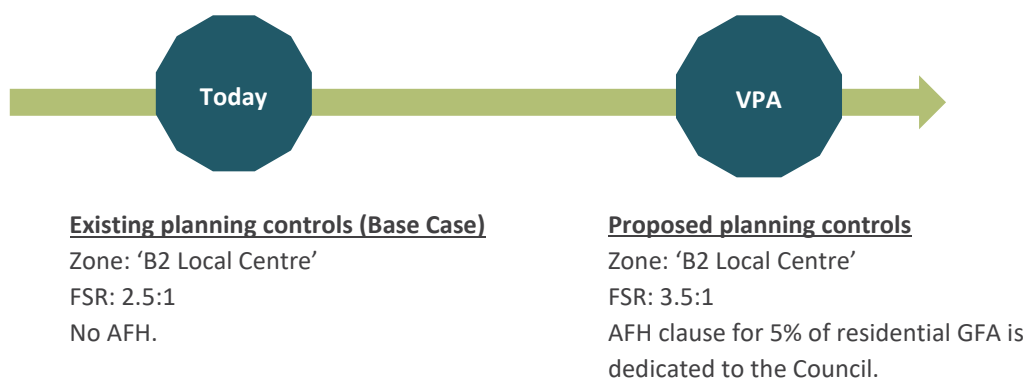 Today
VPA
Existing planning controls (Base Case)
Zone: ‘B2 Local Centre’
FSR: 2.5:1
No AFH.
Proposed planning controls
Zone: ‘B2 Local Centre’
FSR: 3.5:1
AFH clause for 5% of residential GFA is
dedicated to the Council.